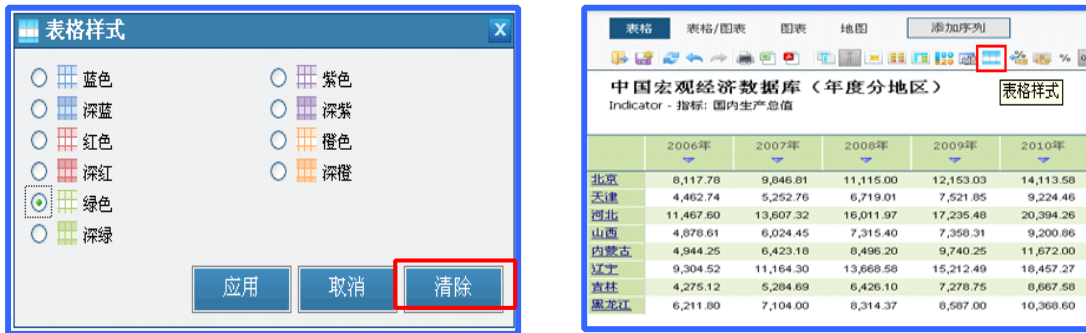 表格样式
蓝色 紫色
深蓝 深紫
红色 橙色
深红 深橙
绿色
深绿
应用 取消 清除
表格 表格/图表 图表 地图 添加序列
中国宏观经济数据库（年度分地区）
表格样式
Indicator - 指标: 国内生产总值
2006年 2007年 2008年 2009年 2010年
北京 8,117.78 9,846.81 11,115.00 12,153.03 14,113.58
天津 4,462.74 5,252.76 6,719.01 7,521.85 9,224.46
河北 11,467.60 13,607.32 16,011.97 17,235.48 20,394.26
山西 4,878.61 6,024.45 7,315.40 7,358.31 9,200.86
内蒙古 4,944.25 6,423.18 8,496.20 9,740.25 11,672.00
辽宁 9,304.52 11,164.30 13,668.58 15,212.49 18,457.27
吉林 4,275.12 5,284.69 6,426.10 7,278.75 8,667.58
黑龙江 6,211.80 7,104.00 8,314.37 8,587.00 10,368.60